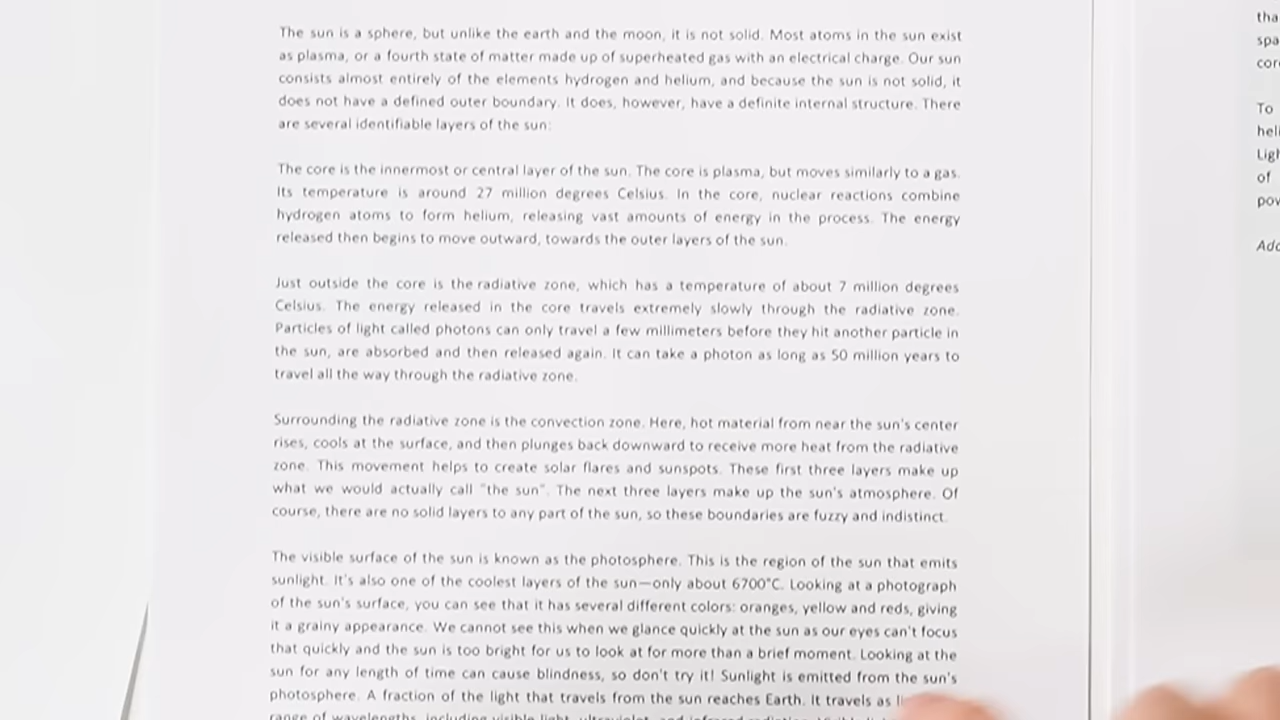 The sun is a sphere, but unlike the earth and the moon, it is not solid. Most atoms in the sun exist
as plasma, or a fourth state of matter made up of superheated gas with an electrical charge. Our sun
consists almost entirely of the elements hydrogen and helium, and because the sun is not solid, it
does not have a defined outer boundary. It does, however, have a definite internal structure. There
are several identifiable layers of the sun:
The core is the innermost or central layer of the sun. The core is plasma, but moves similarly to a gas.
Its temperature is around 27 million degrees Celsius. In the core, nuclear reactions combine
hydrogen atoms to form helium, releasing vast amounts of energy in the process. The energy
released then begins to move outward, towards the outer layers of the sun.
Just outside the core is the radiative zone, which has a temperature of about 7 million degrees
Celsius. The energy released in the core travels extremely slowly through the radiative zone.
Particles of light called photons can only travel a few millimeters before they hit another particle in
the sun, are absorbed and then released again. It can take a photon as long as 50 million years to
travel all the way through the radiative zone.
Surrounding the radiative zone is the convection zone. Here, hot material from near the sun's center
rises, cools at the surface, and then plunges back downward to receive more heat from the radiative
zone. This movement helps to create solar flares and sunspots. These first three layers make up
what we would actually call "the sun". The next three layers make up the sun's atmosphere. Of
course, there are no solid layers to any part of the sun, so these boundaries are fuzzy and indistinct.
The visible surface of the sun is known as the photosphere. This is the region of the sun that emits
sunlight. It's also one of the coolest layers of the sun—only about 6700°C. Looking at a photograph
of the sun's surface, you can see that it has several different colors: oranges, yellow and reds, giving
it a grainy appearance. We cannot see this when we glance quickly at the sun as our eyes can't focus
that quickly and the sun is too bright for us to look at for more than a brief moment. Looking at the
sun for any length of time can cause blindness, so don't try it! Sunlight is emitted from the sun's
photosphere. A fraction of the light that travels from the sun reaches Earth. It travels as
range of wavelengths, including visible light, ultraviolet, and infrared radiation.
To
of